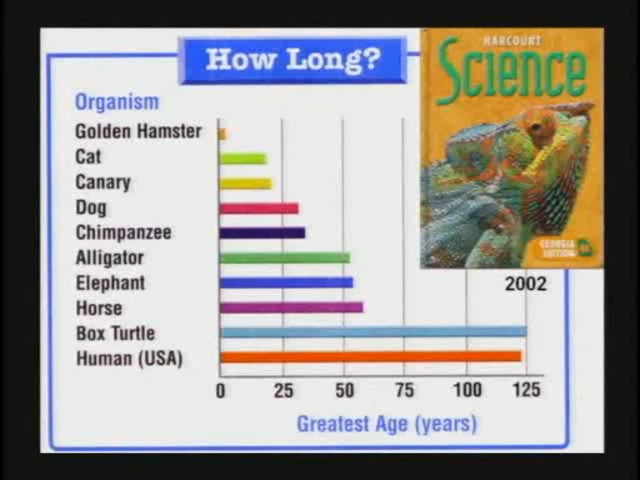 How Long?
HARCOURT
Science
Organism
Golden Hamster
Cat
Canary
Dog
Chimpanzee
Alligator
Elephant
Horse
Box Turtle
Human (USA)
GEORGIA
EDITION
2002
0 25 50 75 100 125
Greatest Age (years)